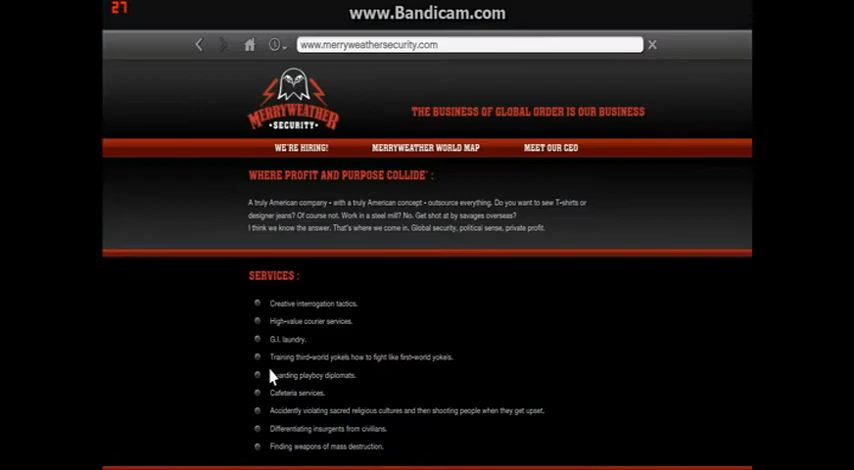 27
www.Bandicam.com
www.merryweathersecurity.com
MERRYWEATHER
SECURITY
THE BUSINESS OF GLOBAL ORDER IS OUR BUSINESS
WE'RE HIRING! MERRYWEATHER WORLD MAP MEET OUR CEO
WHERE PROFIT AND PURPOSE COLLIDE™ :
A truly American company - with a truly American concept - outsource everything. Do you want to sew T-shirts or
designer jeans? Of course not. Work in a steel mill? No. Get shot at by savages overseas?
I think we know the answer. That's where we come in. Global security, political sense, private profit.
SERVICES :
Creative interrogation tactics.
High-value courier services.
G.I. laundry.
Training third-world yokels how to fight like first-world yokels.
playboy diplomats.
Cafeteria services.
Accidently violating sacred religious cultures and then shooting people when they get upset.
Differentiating insurgents from civilians.
Finding weapons of mass destruction.